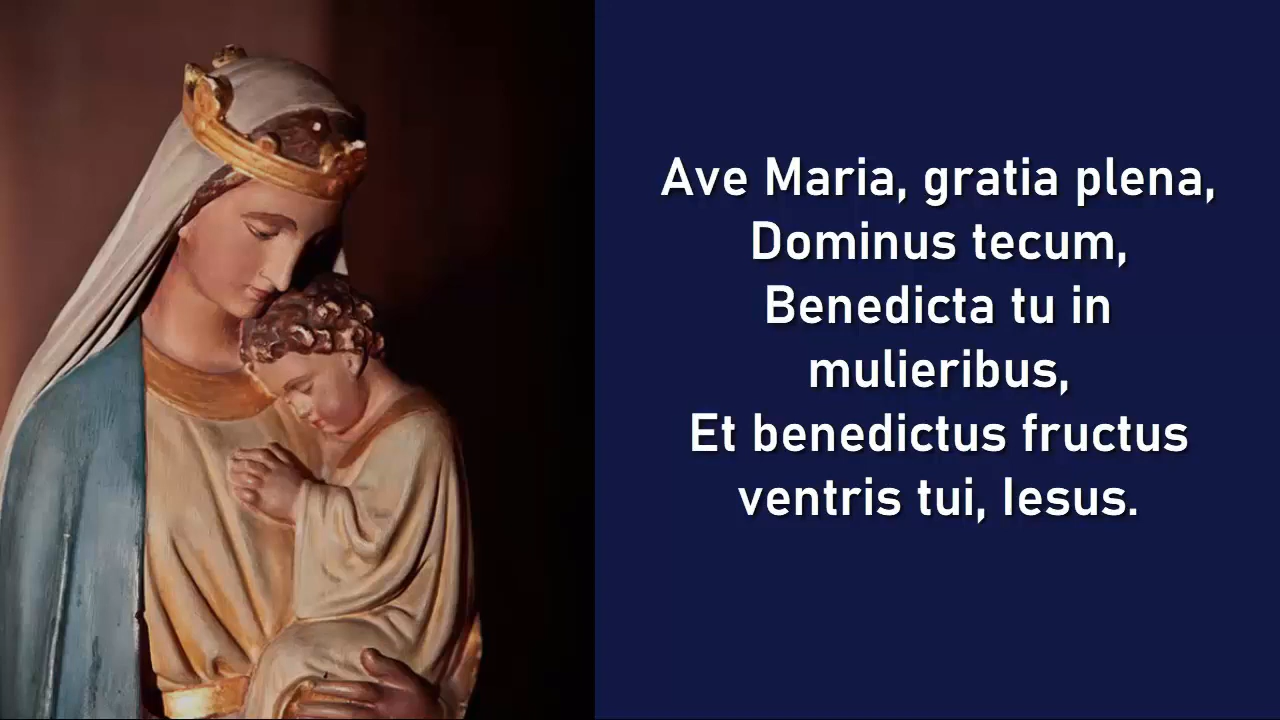 Ave Maria, gratia plena,
Dominus tecum,
Benedicta tu in
mulieribus,
Et benedictus fructus
ventris tui, Iesus.